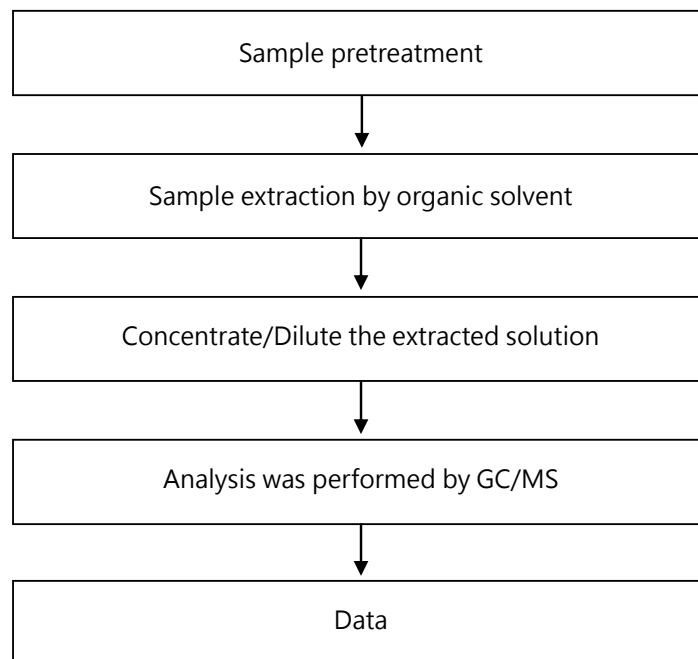 Sample pretreatment
Sample extraction by organic solvent
Concentrate/Dilute the extracted solution
Analysis was performed by GC/MS
Data